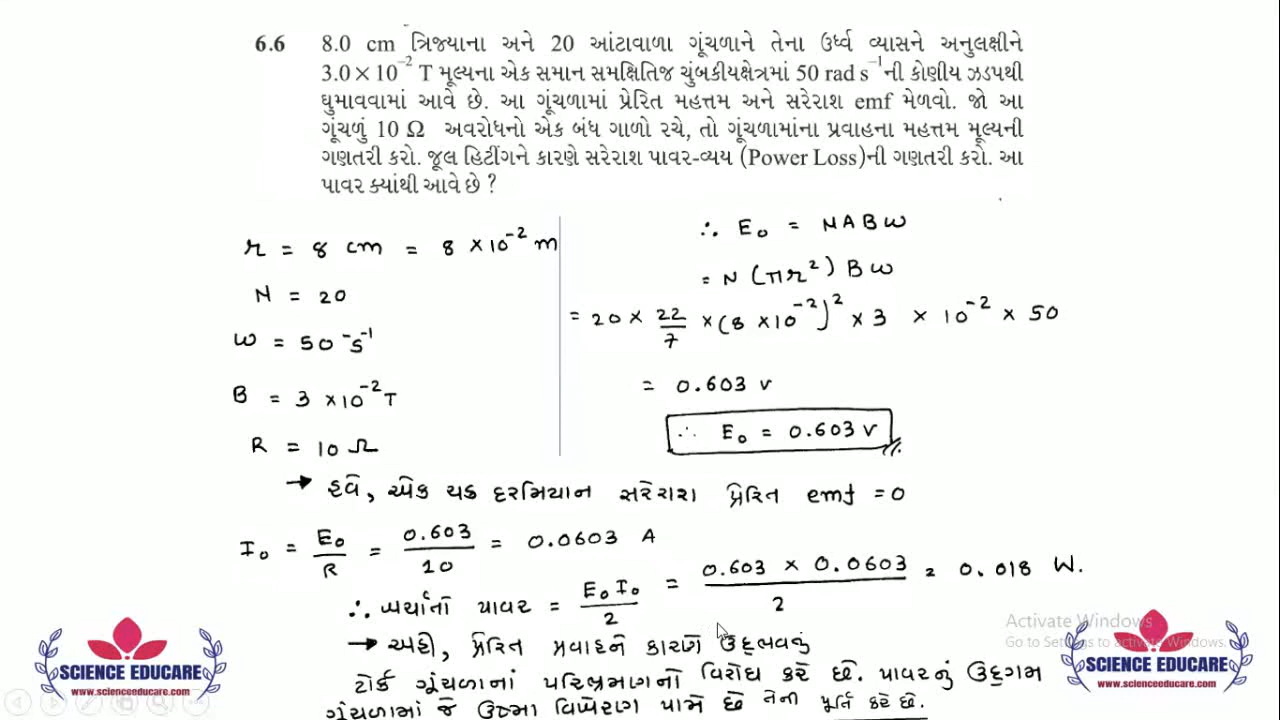 6.6 8.0 cm ત્રિજ્યાના અને 20 આંટાવાળા ગૂંચળાને તેના ઉર્ધ્વ વ્યાસને અનુલક્ષીને
3.0 × 10⁻² T મૂલ્યના એક સમાન સમક્ષિતિજ ચુંબકીયક્ષેત્રમાં 50 rad s⁻¹ ની કોણીય ઝડપથી
ઘુમાવવામાં આવે છે. આ ગૂંચળામાં પ્રેરિત મહત્તમ અને સરેરાશ emf મેળવો. જો આ
ગૂંચળું 10 Ω અવરોધનો એક બંધ ગાળો રચે, તો ગૂંચળામાંના પ્રવાહના મહત્તમ મૂલ્યની
ગણતરી કરો. જૂલ હિટીંગને કારણે સરેરાશ પાવર-વ્યય (Power Loss)ની ગણતરી કરો. આ
પાવર ક્યાંથી આવે છે ?
r = 8 cm = 8 × 10⁻² m
N = 20
ω = 50 s⁻¹
B = 3 × 10⁻² T
R = 10 Ω
∴ E₀ = NABω
= N (πr²) Bω
= 20 × 22/7 × (8 × 10⁻²)² × 3 × 10⁻² × 50
= 0.603 V
∴ E₀ = 0.603 V
→ હવે, એક ચક્ર દરમિયાન સરેરાશ પ્રેરિત emf = 0
I₀ = E₀/R = 0.603/10 = 0.0603 A
∴ ખર્ચાતો પાવર = E₀I₀/2 = 0.603 × 0.0603/2 = 0.018 W.
→ અહીં, પ્રેરિત પ્રવાહને કારણે ઉદ્ભવતું
ટોર્ક ગૂંચળાનાં પરિભ્રમણનો વિરોધ કરે છે. પાવરનું ઉદ્ગમ
ગૂંચળામાં જે ઉષ્મા વિખેરણ પામે છે તેની પૂર્તિ કરે છે.
Activate Windows
Go to Settings to activate Windows.
SCIENCE EDUCARE
www.scienceeducare.com
SCIENCE EDUCARE
www.scienceeducare.com